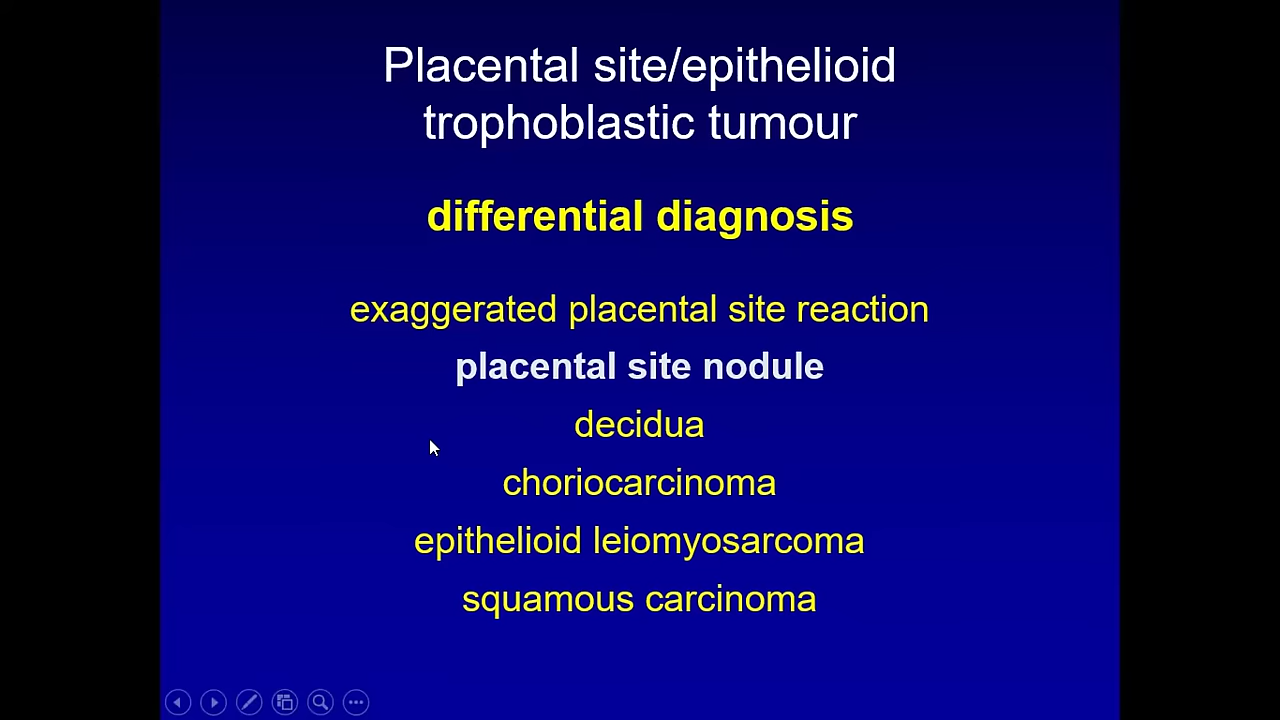 Placental site/epithelioid
trophoblastic tumour
differential diagnosis
exaggerated placental site reaction
placental site nodule
decidua
choriocarcinoma
epithelioid leiomyosarcoma
squamous carcinoma